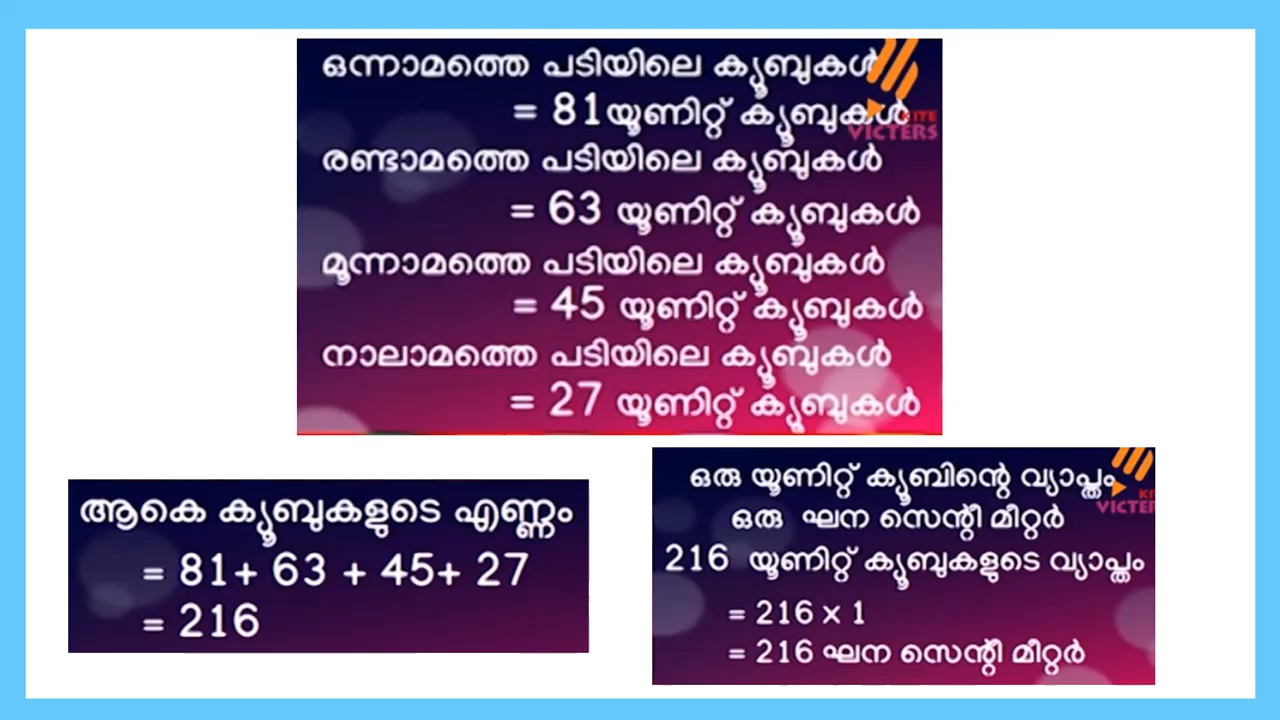 ഒന്നാമത്തെ പടിയിലെ ക്യൂബുകൾ
= 81യൂണിറ്റ് ക്യൂബുകൾ
KITE
VICTERS
രണ്ടാമത്തെ പടിയിലെ ക്യൂബുകൾ
= 63 യൂണിറ്റ് ക്യൂബുകൾ
മൂന്നാമത്തെ പടിയിലെ ക്യൂബുകൾ
= 45 യൂണിറ്റ് ക്യൂബുകൾ
നാലാമത്തെ പടിയിലെ ക്യൂബുകൾ
= 27 യൂണിറ്റ് ക്യൂബുകൾ
ആകെ ക്യൂബുകളുടെ എണ്ണം
= 81+ 63 + 45+ 27
= 216
ഒരു യൂണിറ്റ് ക്യൂബിന്റെ വ്യാപ്തം
ഒരു ഘന സെന്റീ മീറ്റർ
216 യൂണിറ്റ് ക്യൂബുകളുടെ വ്യാപ്തം
= 216 x 1
= 216 ഘന സെന്റീ മീറ്റർ